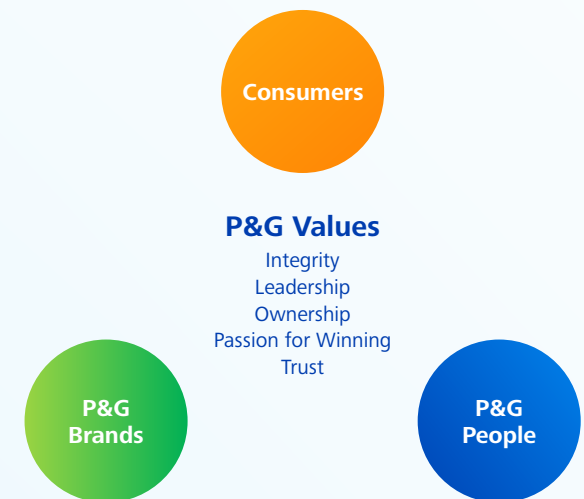 Consumers
P&G Values
Integrity
Leadership
Ownership
Passion for Winning
Trust
P&G
Brands
P&G
People